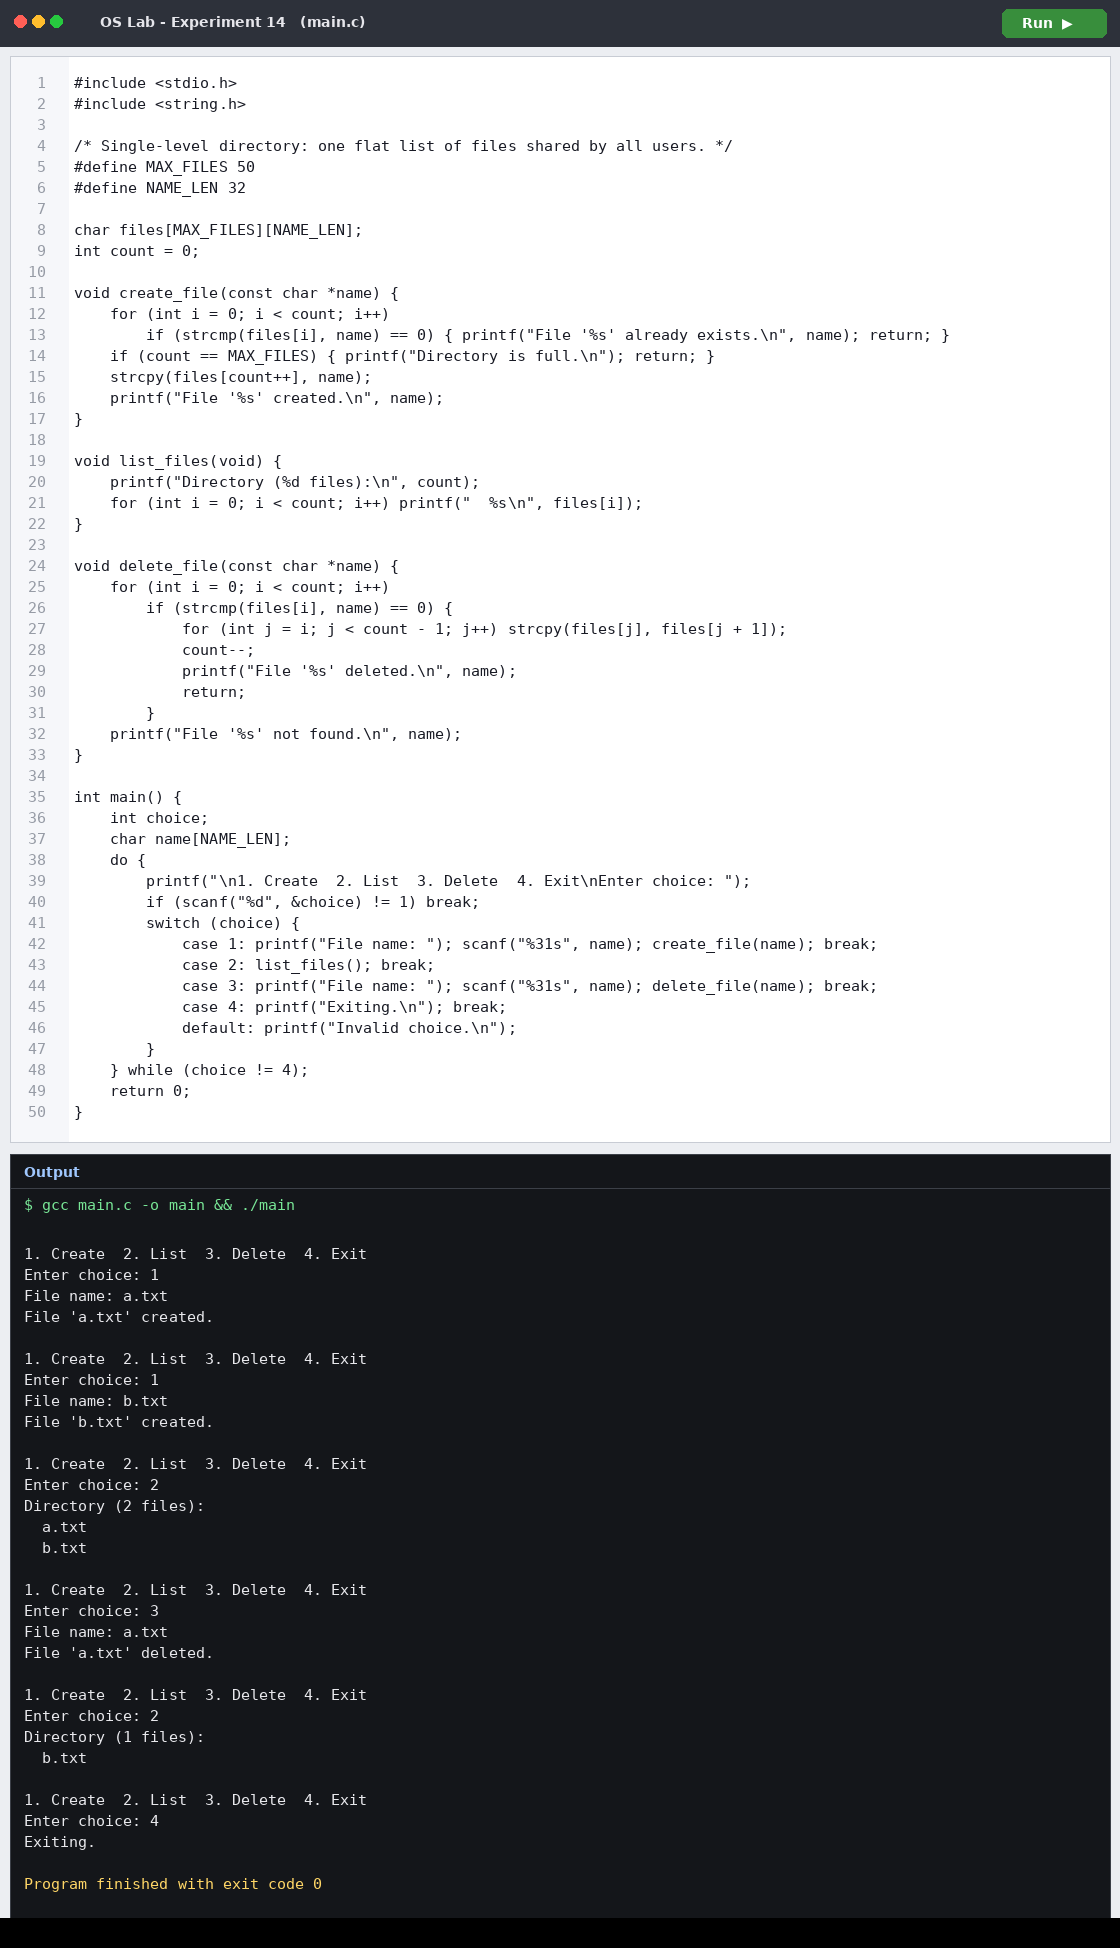 OS Lab - Experiment 14   (main.c)
Run ▶
1 #include <stdio.h>
2 #include <string.h>
3
4 /* Single-level directory: one flat list of files shared by all users. */
5 #define MAX_FILES 50
6 #define NAME_LEN 32
7
8 char files[MAX_FILES][NAME_LEN];
9 int count = 0;
10
11 void create_file(const char *name) {
12     for (int i = 0; i < count; i++)
13         if (strcmp(files[i], name) == 0) { printf("File '%s' already exists.\n", name); return; }
14     if (count == MAX_FILES) { printf("Directory is full.\n"); return; }
15     strcpy(files[count++], name);
16     printf("File '%s' created.\n", name);
17 }
18
19 void list_files(void) {
20     printf("Directory (%d files):\n", count);
21     for (int i = 0; i < count; i++) printf("  %s\n", files[i]);
22 }
23
24 void delete_file(const char *name) {
25     for (int i = 0; i < count; i++)
26         if (strcmp(files[i], name) == 0) {
27             for (int j = i; j < count - 1; j++) strcpy(files[j], files[j + 1]);
28             count--;
29             printf("File '%s' deleted.\n", name);
30             return;
31         }
32     printf("File '%s' not found.\n", name);
33 }
34
35 int main() {
36     int choice;
37     char name[NAME_LEN];
38     do {
39         printf("\n1. Create  2. List  3. Delete  4. Exit\nEnter choice: ");
40         if (scanf("%d", &choice) != 1) break;
41         switch (choice) {
42             case 1: printf("File name: "); scanf("%31s", name); create_file(name); break;
43             case 2: list_files(); break;
44             case 3: printf("File name: "); scanf("%31s", name); delete_file(name); break;
45             case 4: printf("Exiting.\n"); break;
46             default: printf("Invalid choice.\n");
47         }
48     } while (choice != 4);
49     return 0;
50 }
Output
$ gcc main.c -o main && ./main
1. Create  2. List  3. Delete  4. Exit
Enter choice: 1
File name: a.txt
File 'a.txt' created.
1. Create  2. List  3. Delete  4. Exit
Enter choice: 1
File name: b.txt
File 'b.txt' created.
1. Create  2. List  3. Delete  4. Exit
Enter choice: 2
Directory (2 files):
  a.txt
  b.txt
1. Create  2. List  3. Delete  4. Exit
Enter choice: 3
File name: a.txt
File 'a.txt' deleted.
1. Create  2. List  3. Delete  4. Exit
Enter choice: 2
Directory (1 files):
  b.txt
1. Create  2. List  3. Delete  4. Exit
Enter choice: 4
Exiting.
Program finished with exit code 0